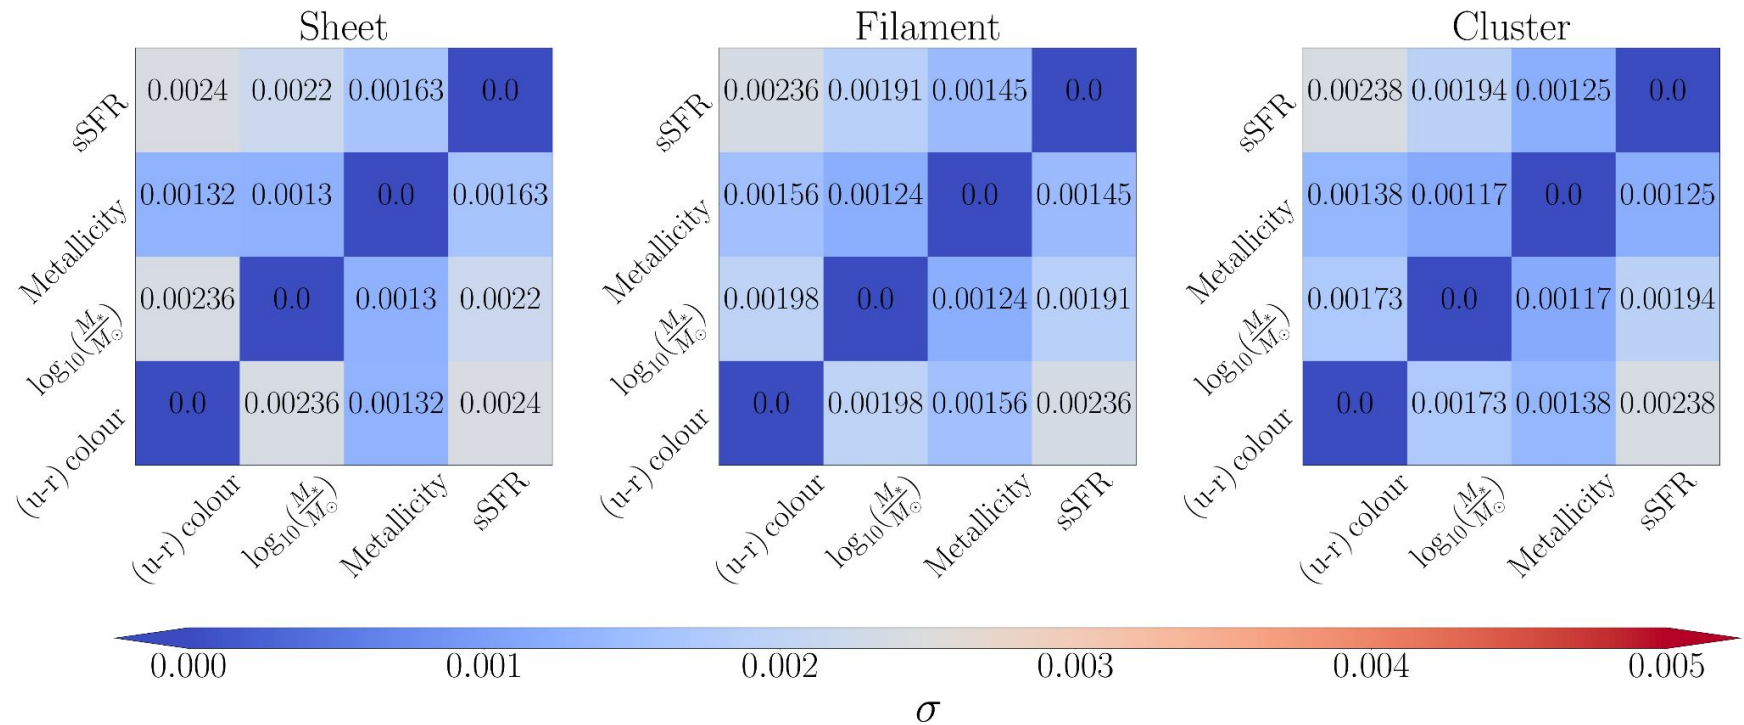 Sheet Filament Cluster
sSFR 0.0024 0.0022 0.00163 0.0 sSFR 0.00236 0.00191 0.00145 0.0 sSFR 0.00238 0.00194 0.00125 0.0
Metallicity 0.00132 0.0013 0.0 0.00163 Metallicity 0.00156 0.00124 0.0 0.00145 Metallicity 0.00138 0.00117 0.0 0.00125
log₁₀(M∗/M⊙) 0.00236 0.0 0.0013 0.0022 log₁₀(M∗/M⊙) 0.00198 0.0 0.00124 0.00191 log₁₀(M∗/M⊙) 0.00173 0.0 0.00117 0.00194
(u-r) colour 0.0 0.00236 0.00132 0.0024 (u-r) colour 0.0 0.00198 0.00156 0.00236 (u-r) colour 0.0 0.00173 0.00138 0.00238
(u-r) colour log₁₀(M∗/M⊙) Metallicity sSFR (u-r) colour log₁₀(M∗/M⊙) Metallicity sSFR (u-r) colour log₁₀(M∗/M⊙) Metallicity sSFR
0.000 0.001 0.002 0.003 0.004 0.005
σ